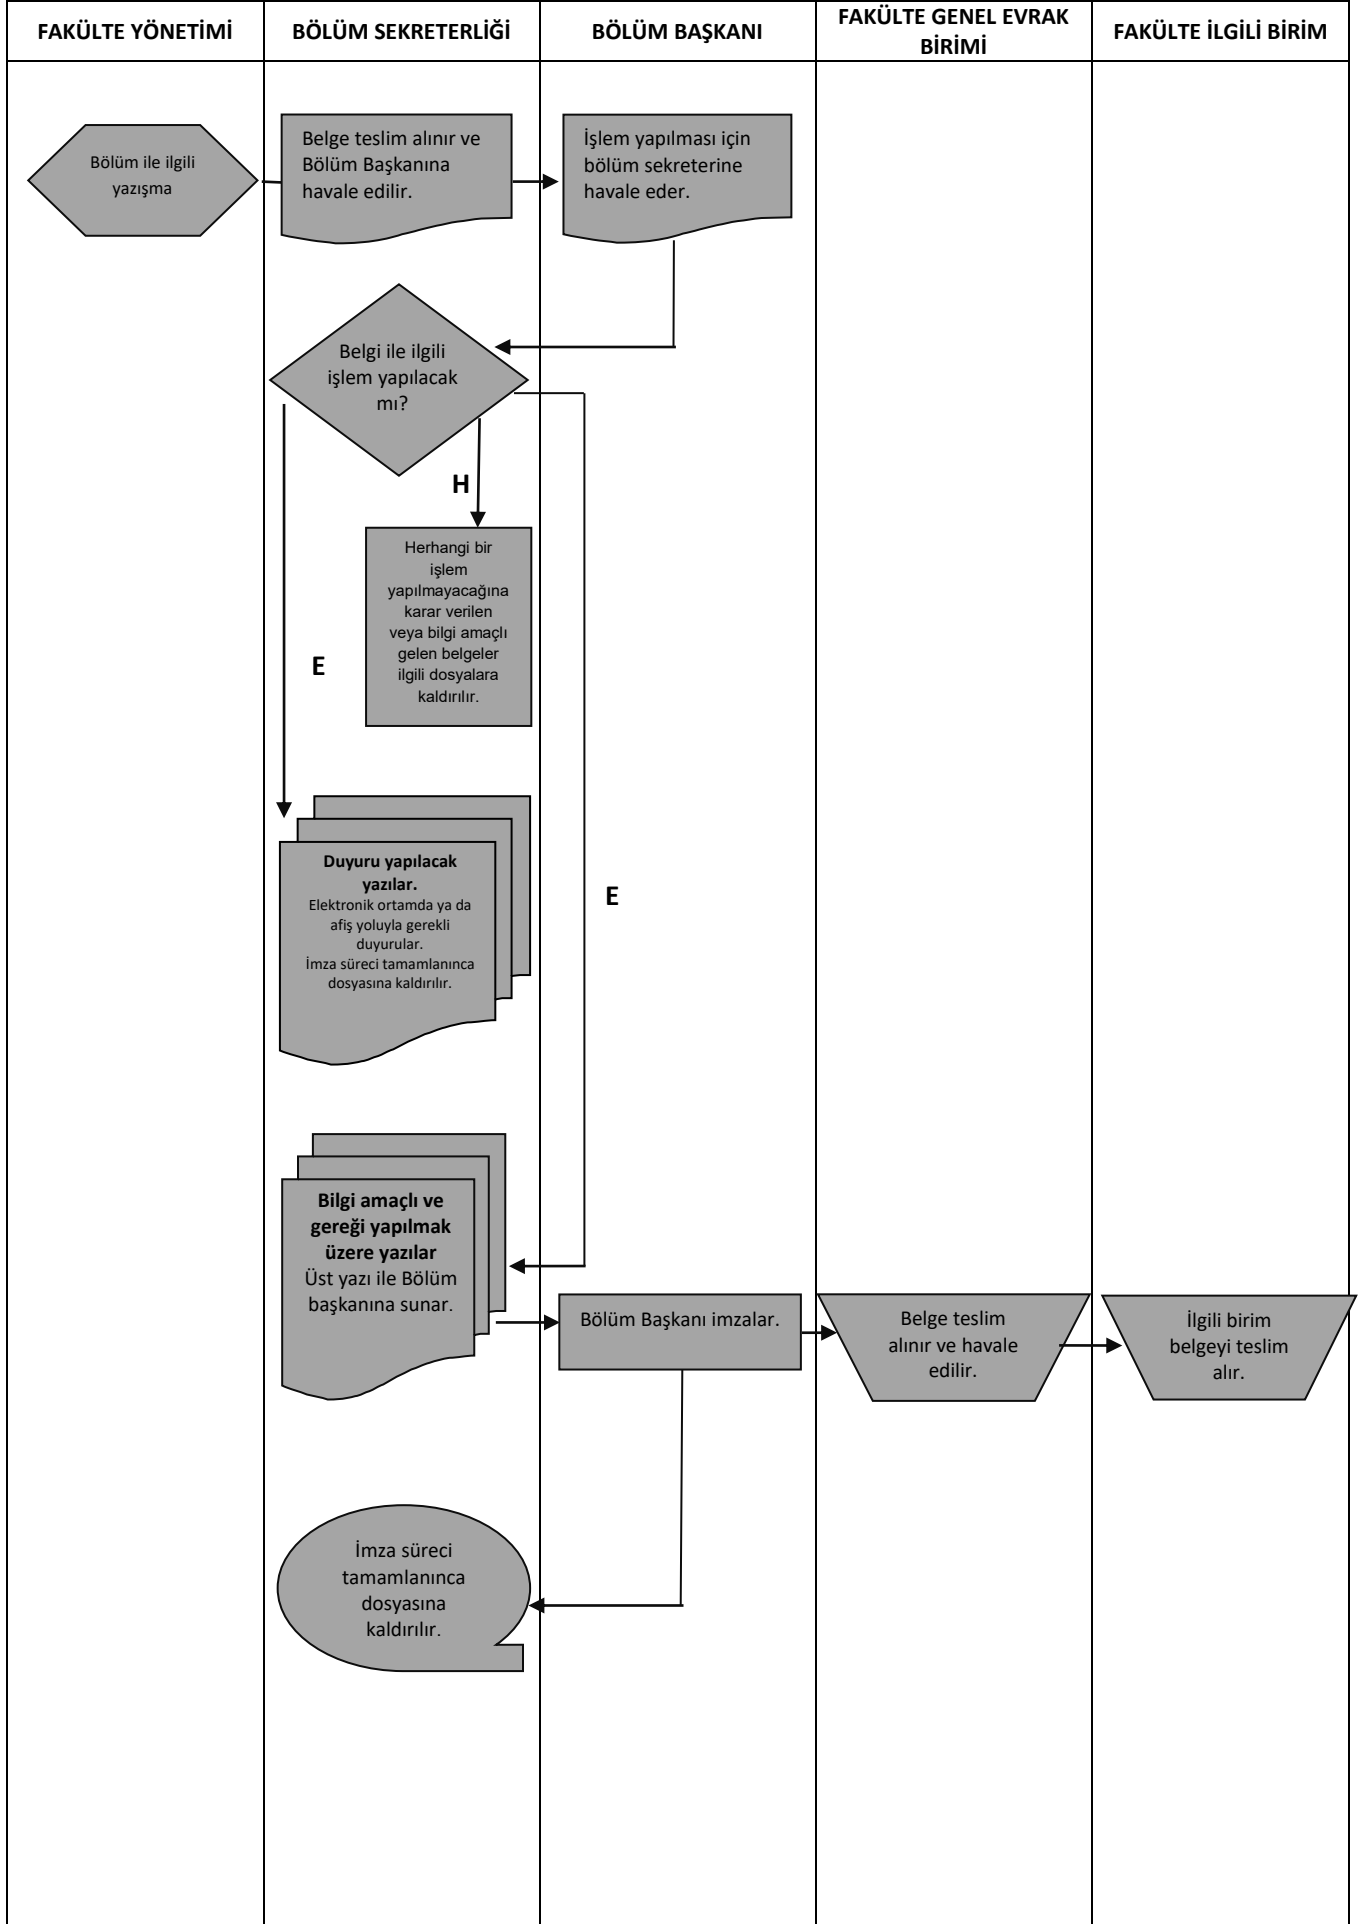 FAKÜLTE YÖNETİMİ
BÖLÜM SEKRETERLİĞİ
BÖLÜM BAŞKANI
FAKÜLTE GENEL EVRAK
BİRİMİ
FAKÜLTE İLGİLİ BİRİM
Bölüm ile ilgili
yazışma
Belge teslim alınır ve
Bölüm Başkanına
havale edilir.
İşlem yapılması için
bölüm sekreterine
havale eder.
Belgi ile ilgili
işlem yapılacak
mı?
H
Herhangi bir
işlem
yapılmayacağına
karar verilen
veya bilgi amaçlı
gelen belgeler
ilgili dosyalara
kaldırılır.
E
Duyuru yapılacak
yazılar.
Elektronik ortamda ya da
afiş yoluyla gerekli
duyurular.
İmza süreci tamamlanınca
dosyasına kaldırılır.
E
Bilgi amaçlı ve
gereği yapılmak
üzere yazılar
Üst yazı ile Bölüm
başkanına sunar.
Bölüm Başkanı imzalar.
Belge teslim
alınır ve havale
edilir.
İlgili birim
belgeyi teslim
alır.
İmza süreci
tamamlanınca
dosyasına
kaldırılır.